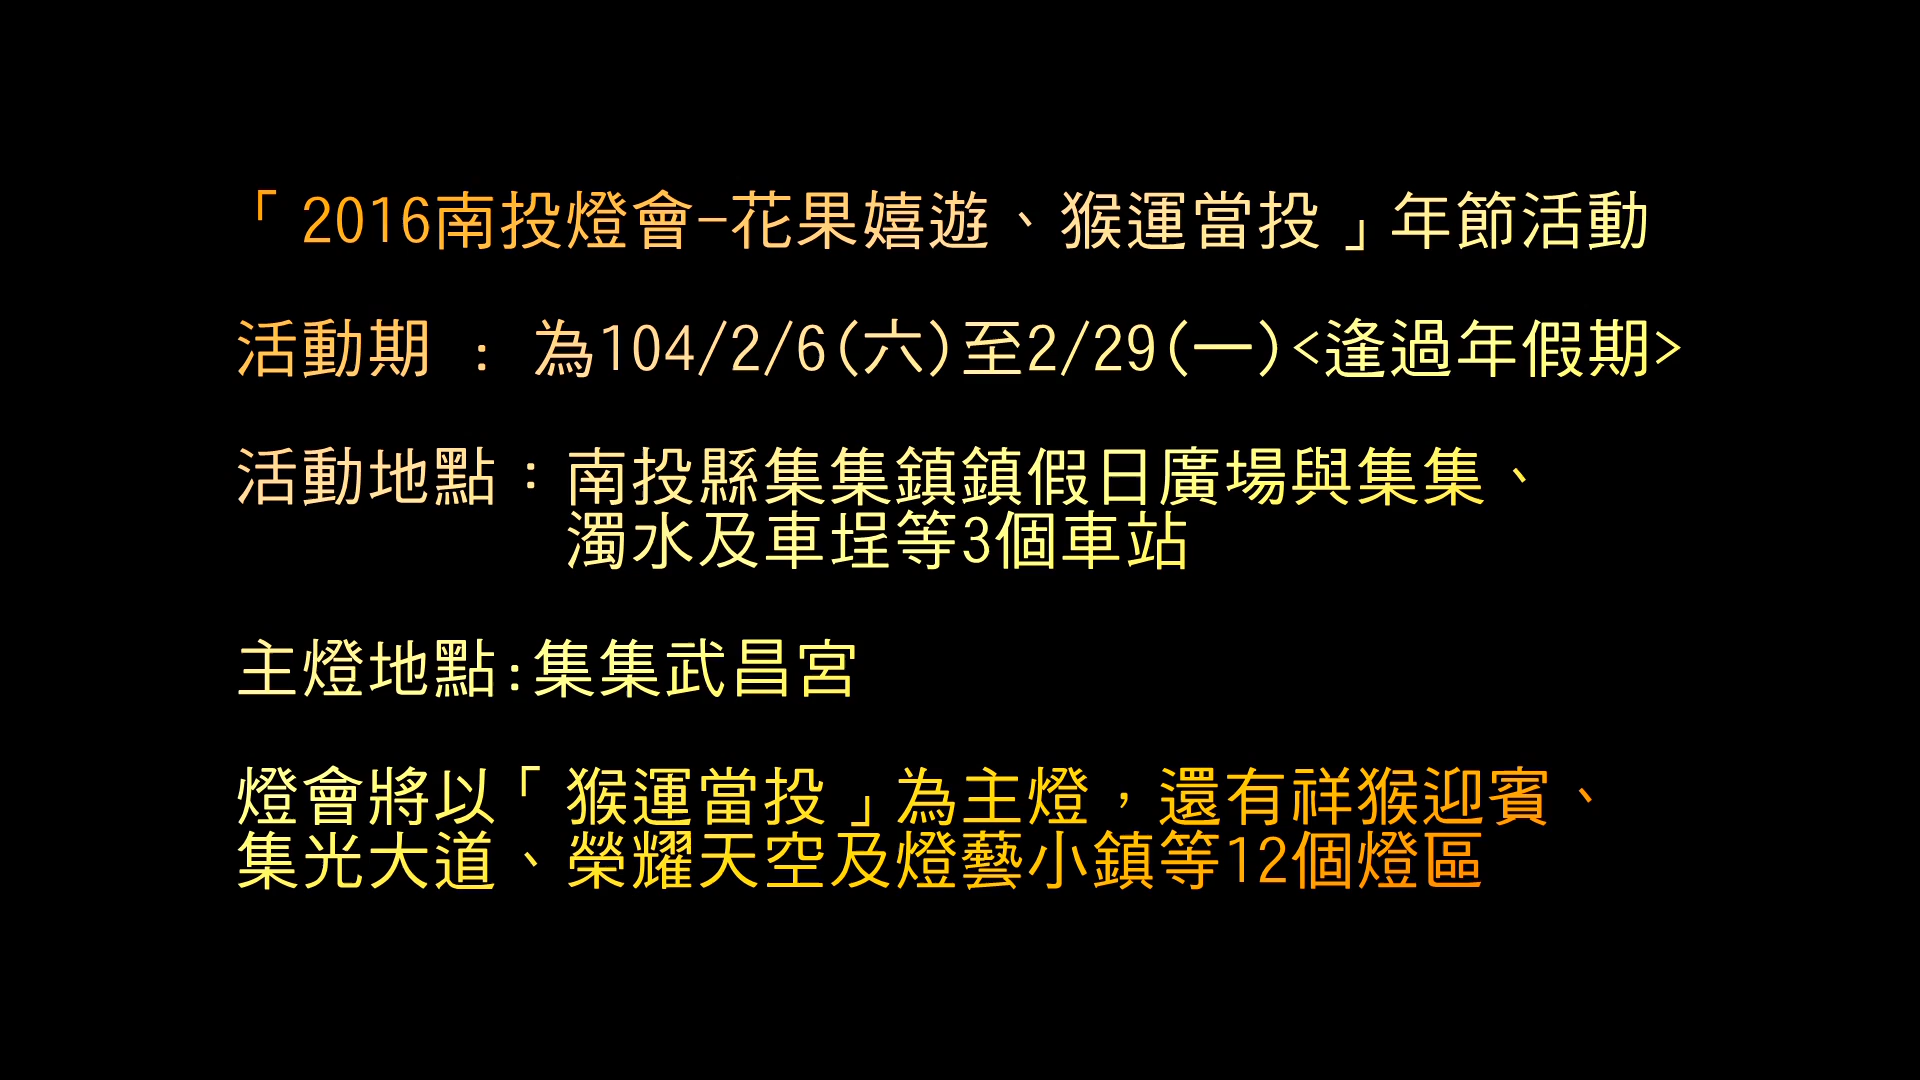 「2016南投燈會-花果嬉遊、猴運當投」年節活動
活動期 : 為104/2/6(六)至2/29(一)<逢過年假期>
活動地點：南投縣集集鎮鎮假日廣場與集集、
濁水及車埕等3個車站
主燈地點:集集武昌宮
燈會將以「猴運當投」為主燈，還有祥猴迎賓、
集光大道、榮耀天空及燈藝小鎮等12個燈區